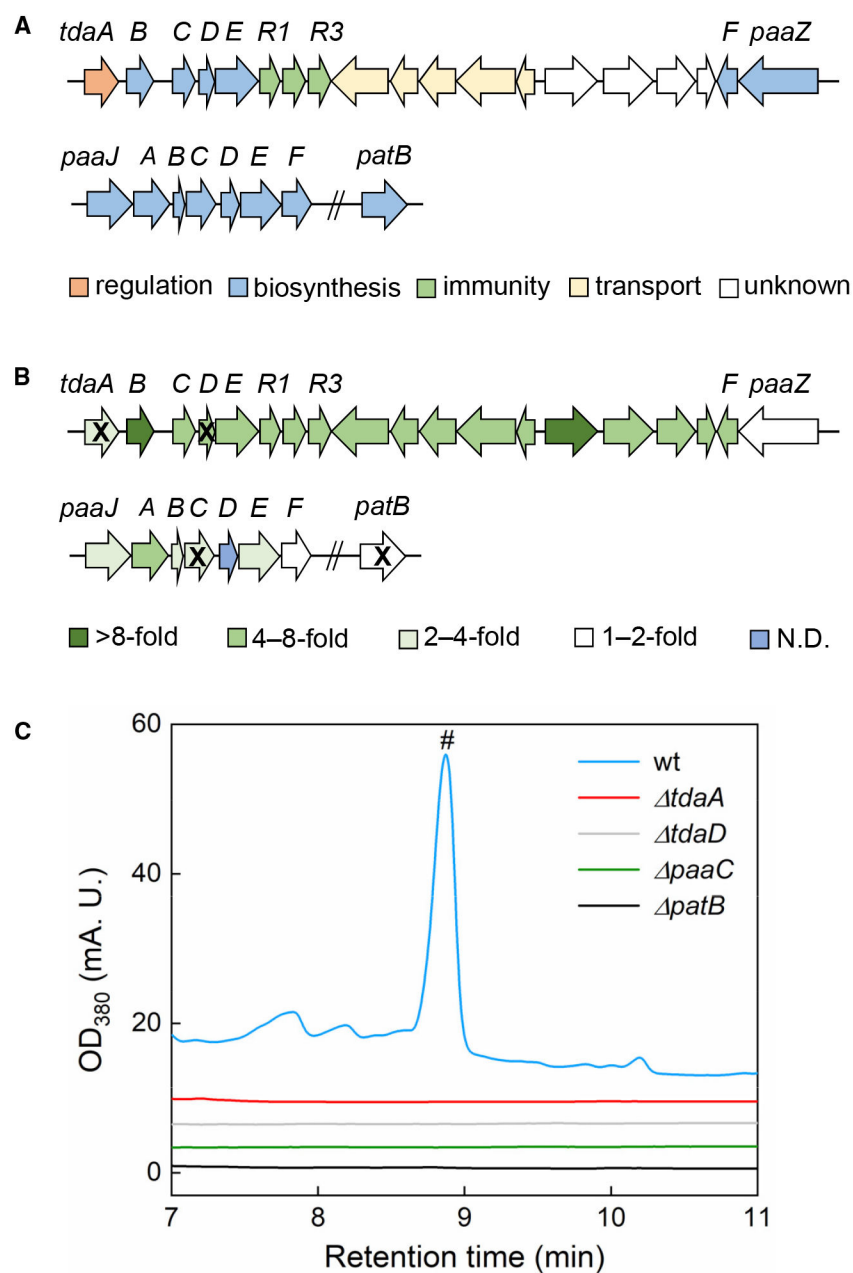 A
tdaA B C D E R1 R3 F paaZ
paaJ A B C D E F patB
//
regulation biosynthesis immunity transport unknown
B
tdaA B C D E R1 R3 F paaZ
X X
paaJ A B C D E F patB
X // X
>8-fold 4–8-fold 2–4-fold 1–2-fold N.D.
C
60
#
wt
ΔtdaA
ΔtdaD
40
ΔpaaC
ΔpatB
OD380 (mA. U.)
20
0
7 8 9 10 11
Retention time (min)